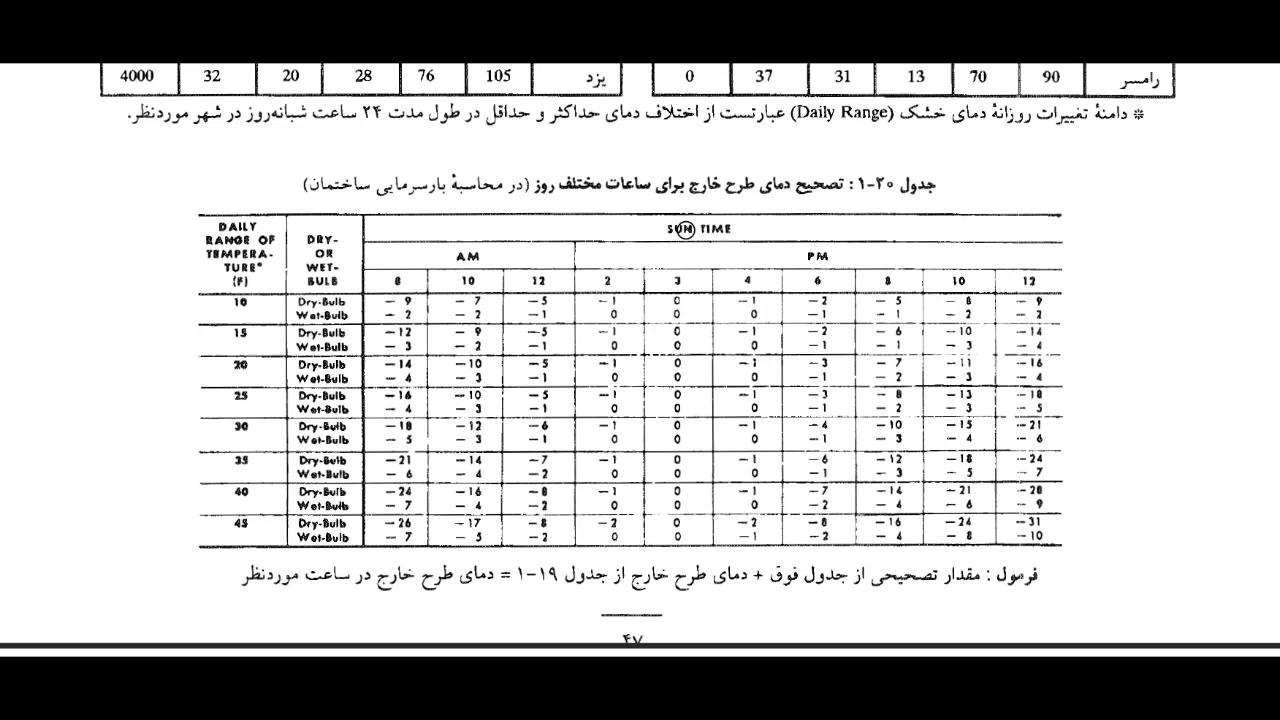 رامسر 90 70 13 31 37 0 یزد 105 76 28 20 32 4000
* دامنهٔ تغییرات روزانهٔ دمای خشک (Daily Range) عبارتست از اختلاف دمای حداکثر و حداقل در طول مدت ۲۴ ساعت شبانه‌روز در شهر موردنظر.
جدول ۲۰-۱ : تصحیح دمای طرح خارج برای ساعات مختلف روز (در محاسبهٔ بارسرمایی ساختمان)
DAILY RANGE OF TEMPERA- TURE* (F) DRY- OR WET- BULB SUN TIME
AM PM
8 10 12 2 3 4 6 8 10 12
10 Dry-Bulb – 9 – 7 – 5 – 1 0 – 1 – 2 – 5 – 8 – 9
Wet-Bulb – 2 – 2 – 1 0 0 0 – 1 – 1 – 2 – 2
15 Dry-Bulb – 12 – 9 – 5 – 1 0 – 1 – 2 – 6 – 10 – 14
Wet-Bulb – 3 – 2 – 1 0 0 0 – 1 – 1 – 3 – 4
20 Dry-Bulb – 14 – 10 – 5 – 1 0 – 1 – 3 – 7 – 11 – 16
Wet-Bulb – 4 – 3 – 1 0 0 0 – 1 – 2 – 3 – 4
25 Dry-Bulb – 16 – 10 – 5 – 1 0 – 1 – 3 – 8 – 13 – 18
Wet-Bulb – 4 – 3 – 1 0 0 0 – 1 – 2 – 3 – 5
30 Dry-Bulb – 18 – 12 – 6 – 1 0 – 1 – 4 – 10 – 15 – 21
Wet-Bulb – 5 – 3 – 1 0 0 0 – 1 – 3 – 4 – 6
35 Dry-Bulb – 21 – 14 – 7 – 1 0 – 1 – 6 – 12 – 18 – 24
Wet-Bulb – 6 – 4 – 2 0 0 0 – 1 – 3 – 5 – 7
40 Dry-Bulb – 24 – 16 – 8 – 1 0 – 1 – 7 – 14 – 21 – 28
Wet-Bulb – 7 – 4 – 2 0 0 0 – 2 – 4 – 6 – 9
45 Dry-Bulb – 26 – 17 – 8 – 2 0 – 2 – 8 – 16 – 24 – 31
Wet-Bulb – 7 – 5 – 2 0 0 – 1 – 2 – 4 – 8 – 10
فرمول : مقدار تصحیحی از جدول فوق + دمای طرح خارج از جدول ۱۹-۱ = دمای طرح خارج در ساعت موردنظر
۴۷